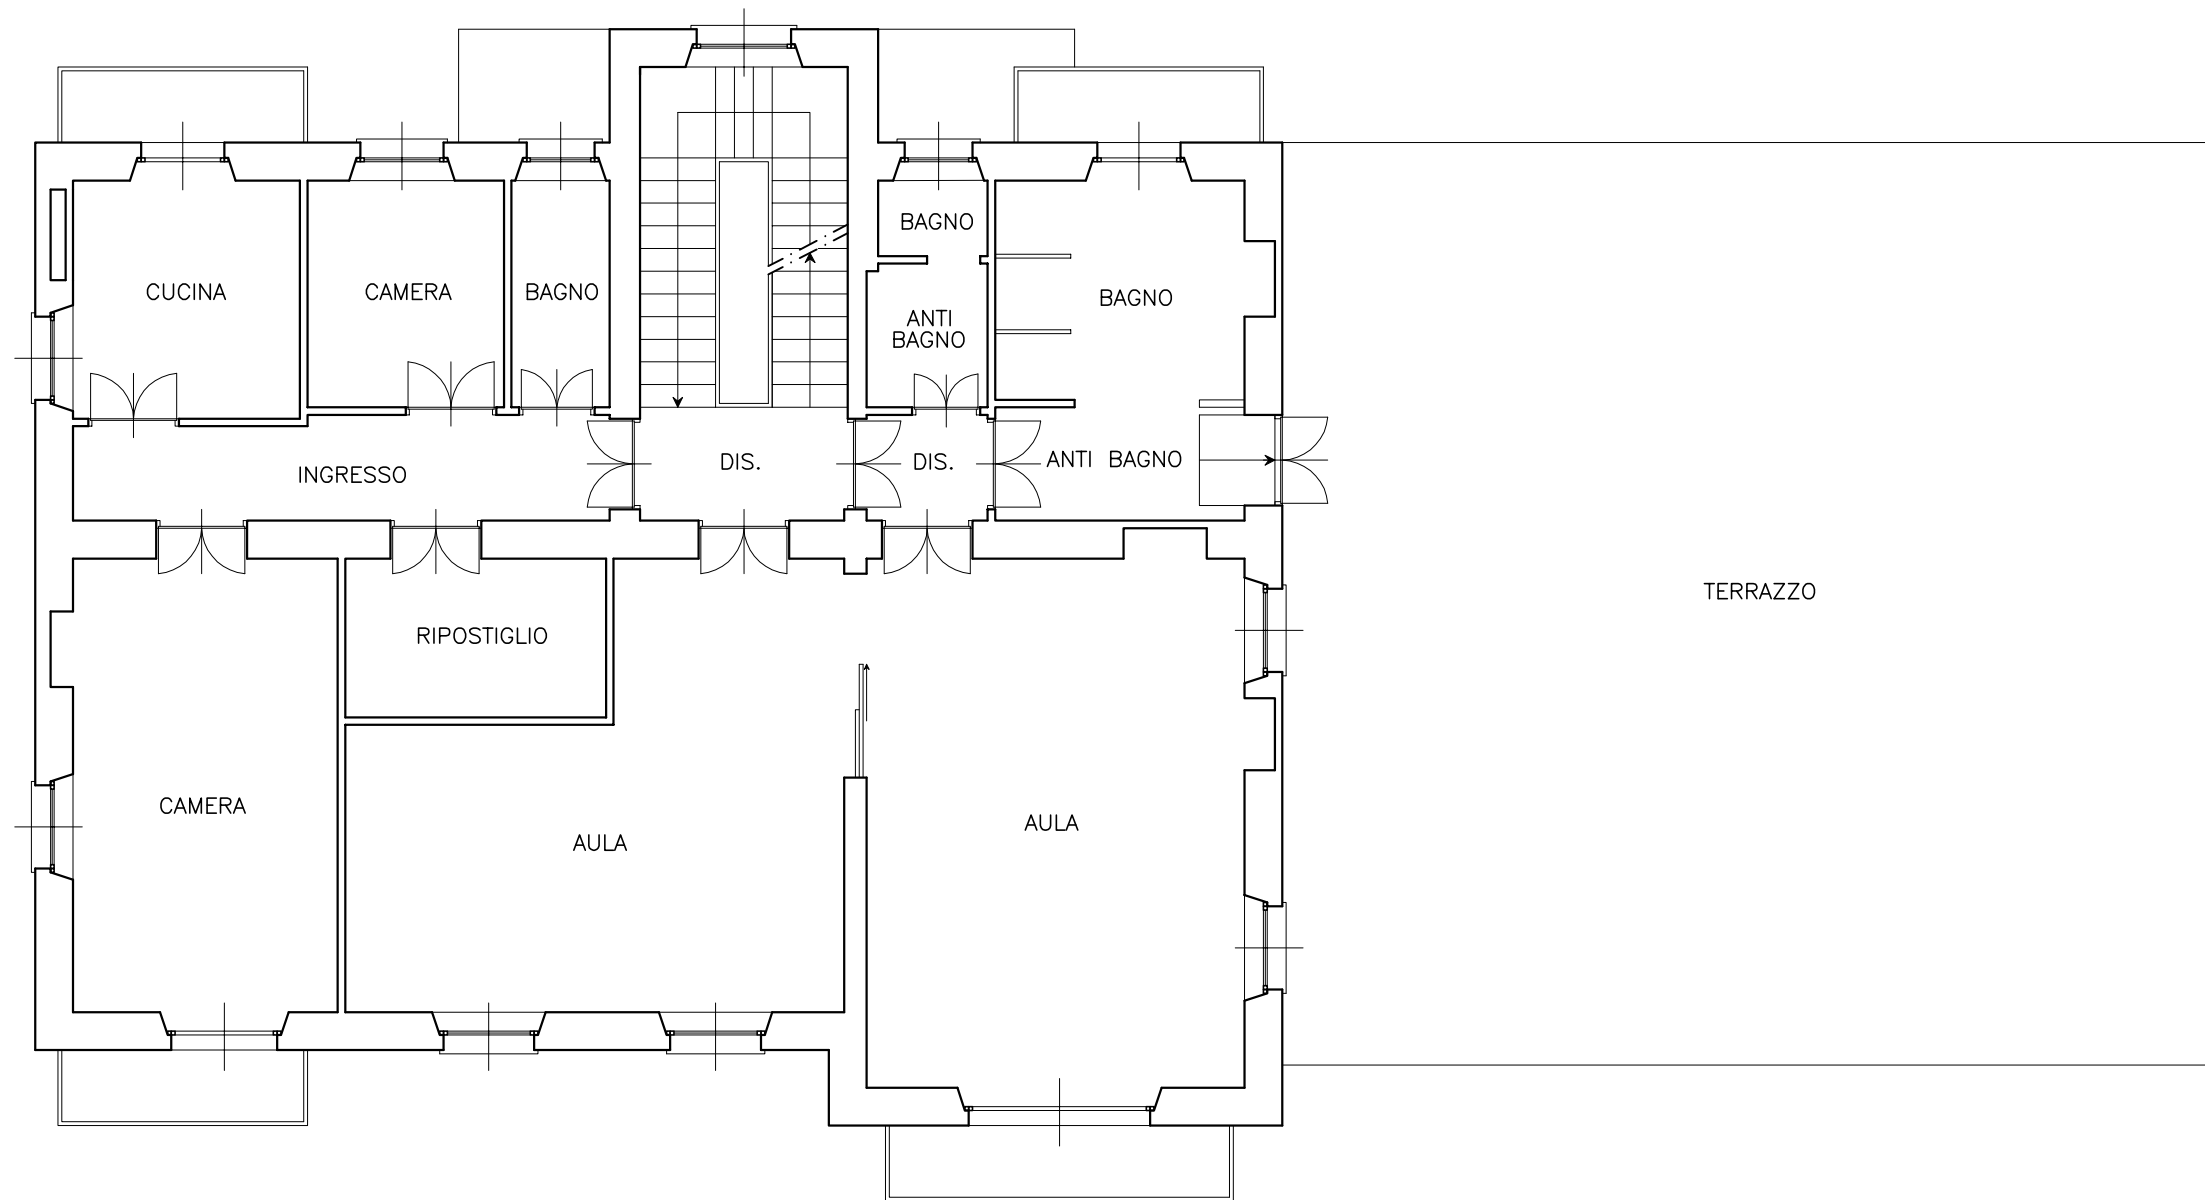 BAGNO
CUCINA
CAMERA
BAGNO
BAGNO
ANTI
BAGNO
INGRESSO
DIS.
DIS.
ANTI BAGNO
TERRAZZO
RIPOSTIGLIO
CAMERA
AULA
AULA